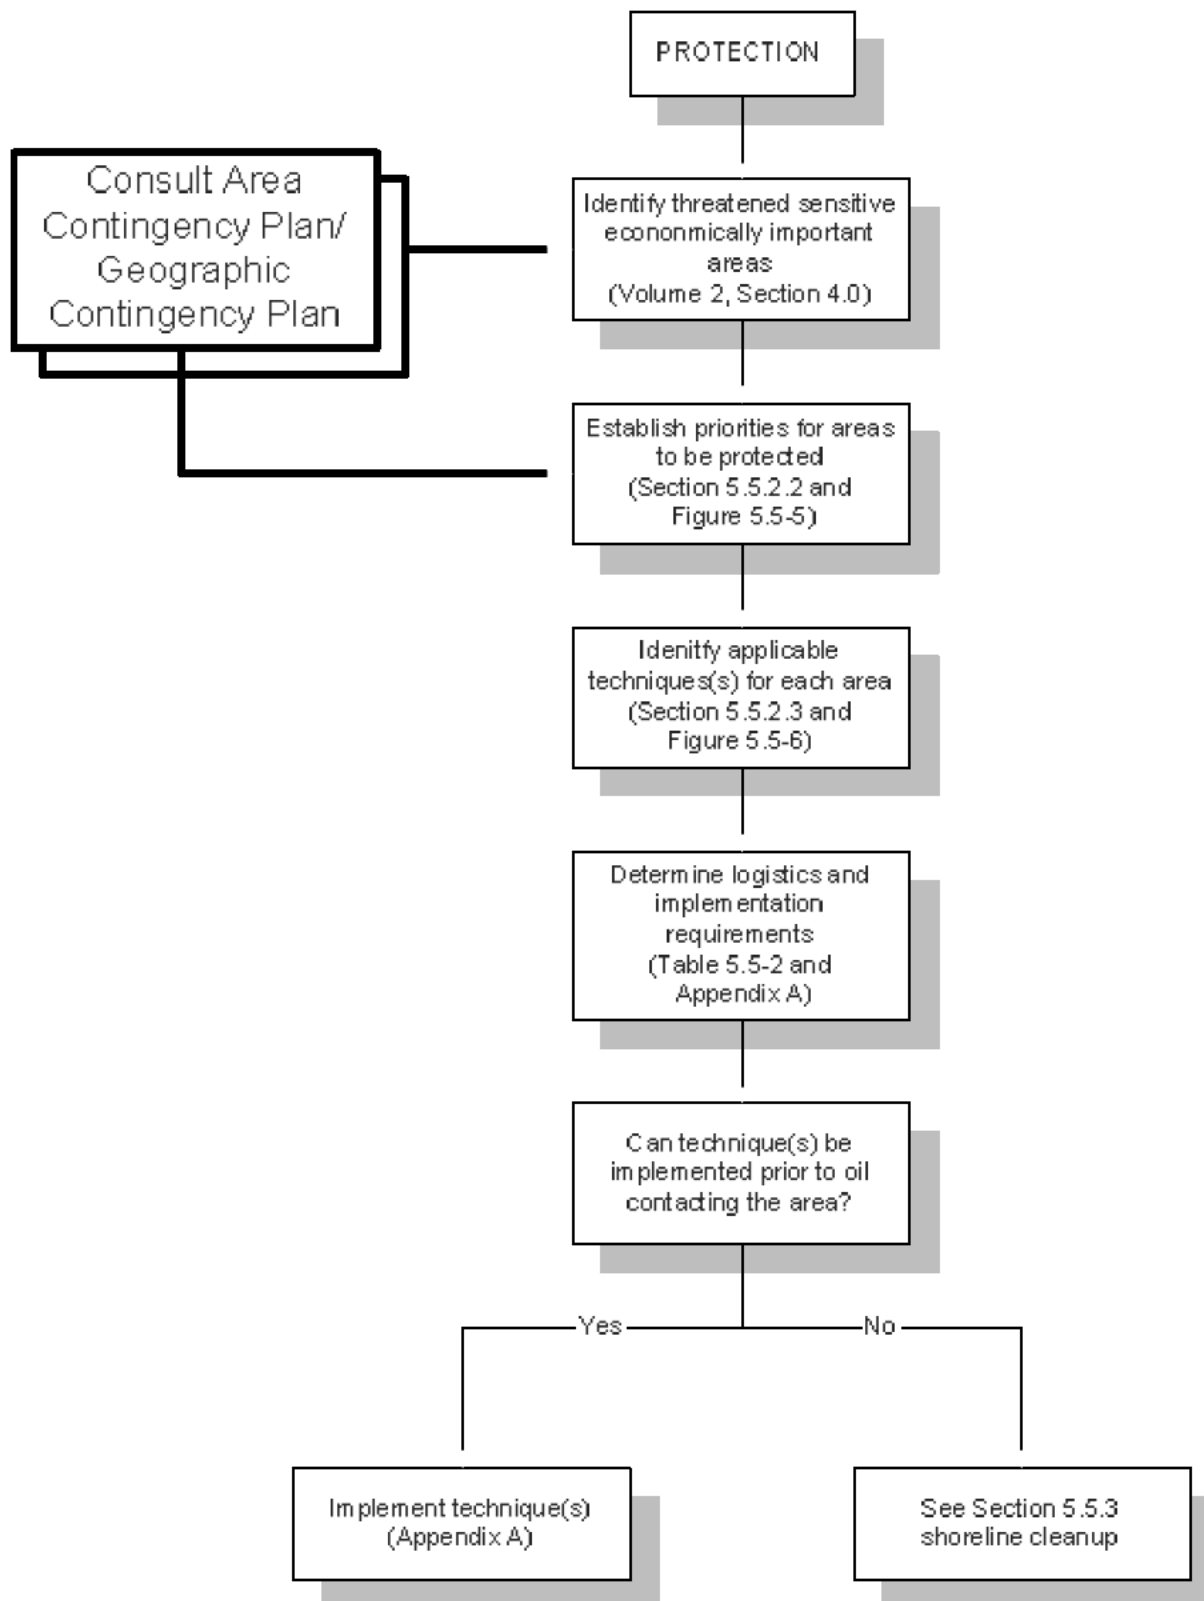 PROTECTION
Consult Area
Contingency Plan/
Geographic
Contingency Plan
Identify threatened sensitive
econonmically important
areas
(Volume 2, Section 4.0)
Establish priorities for areas
to be protected
(Section 5.5.2.2 and
Figure 5.5-5)
Idenitfy applicable
techniques(s) for each area
(Section 5.5.2.3 and
Figure 5.5-6)
Determine logistics and
implementation
requirements
(Table 5.5-2 and
Appendix A)
Can technique(s) be
implemented prior to oil
contacting the area?
Yes
No
Implement technique(s)
(Appendix A)
See Section 5.5.3
shoreline cleanup